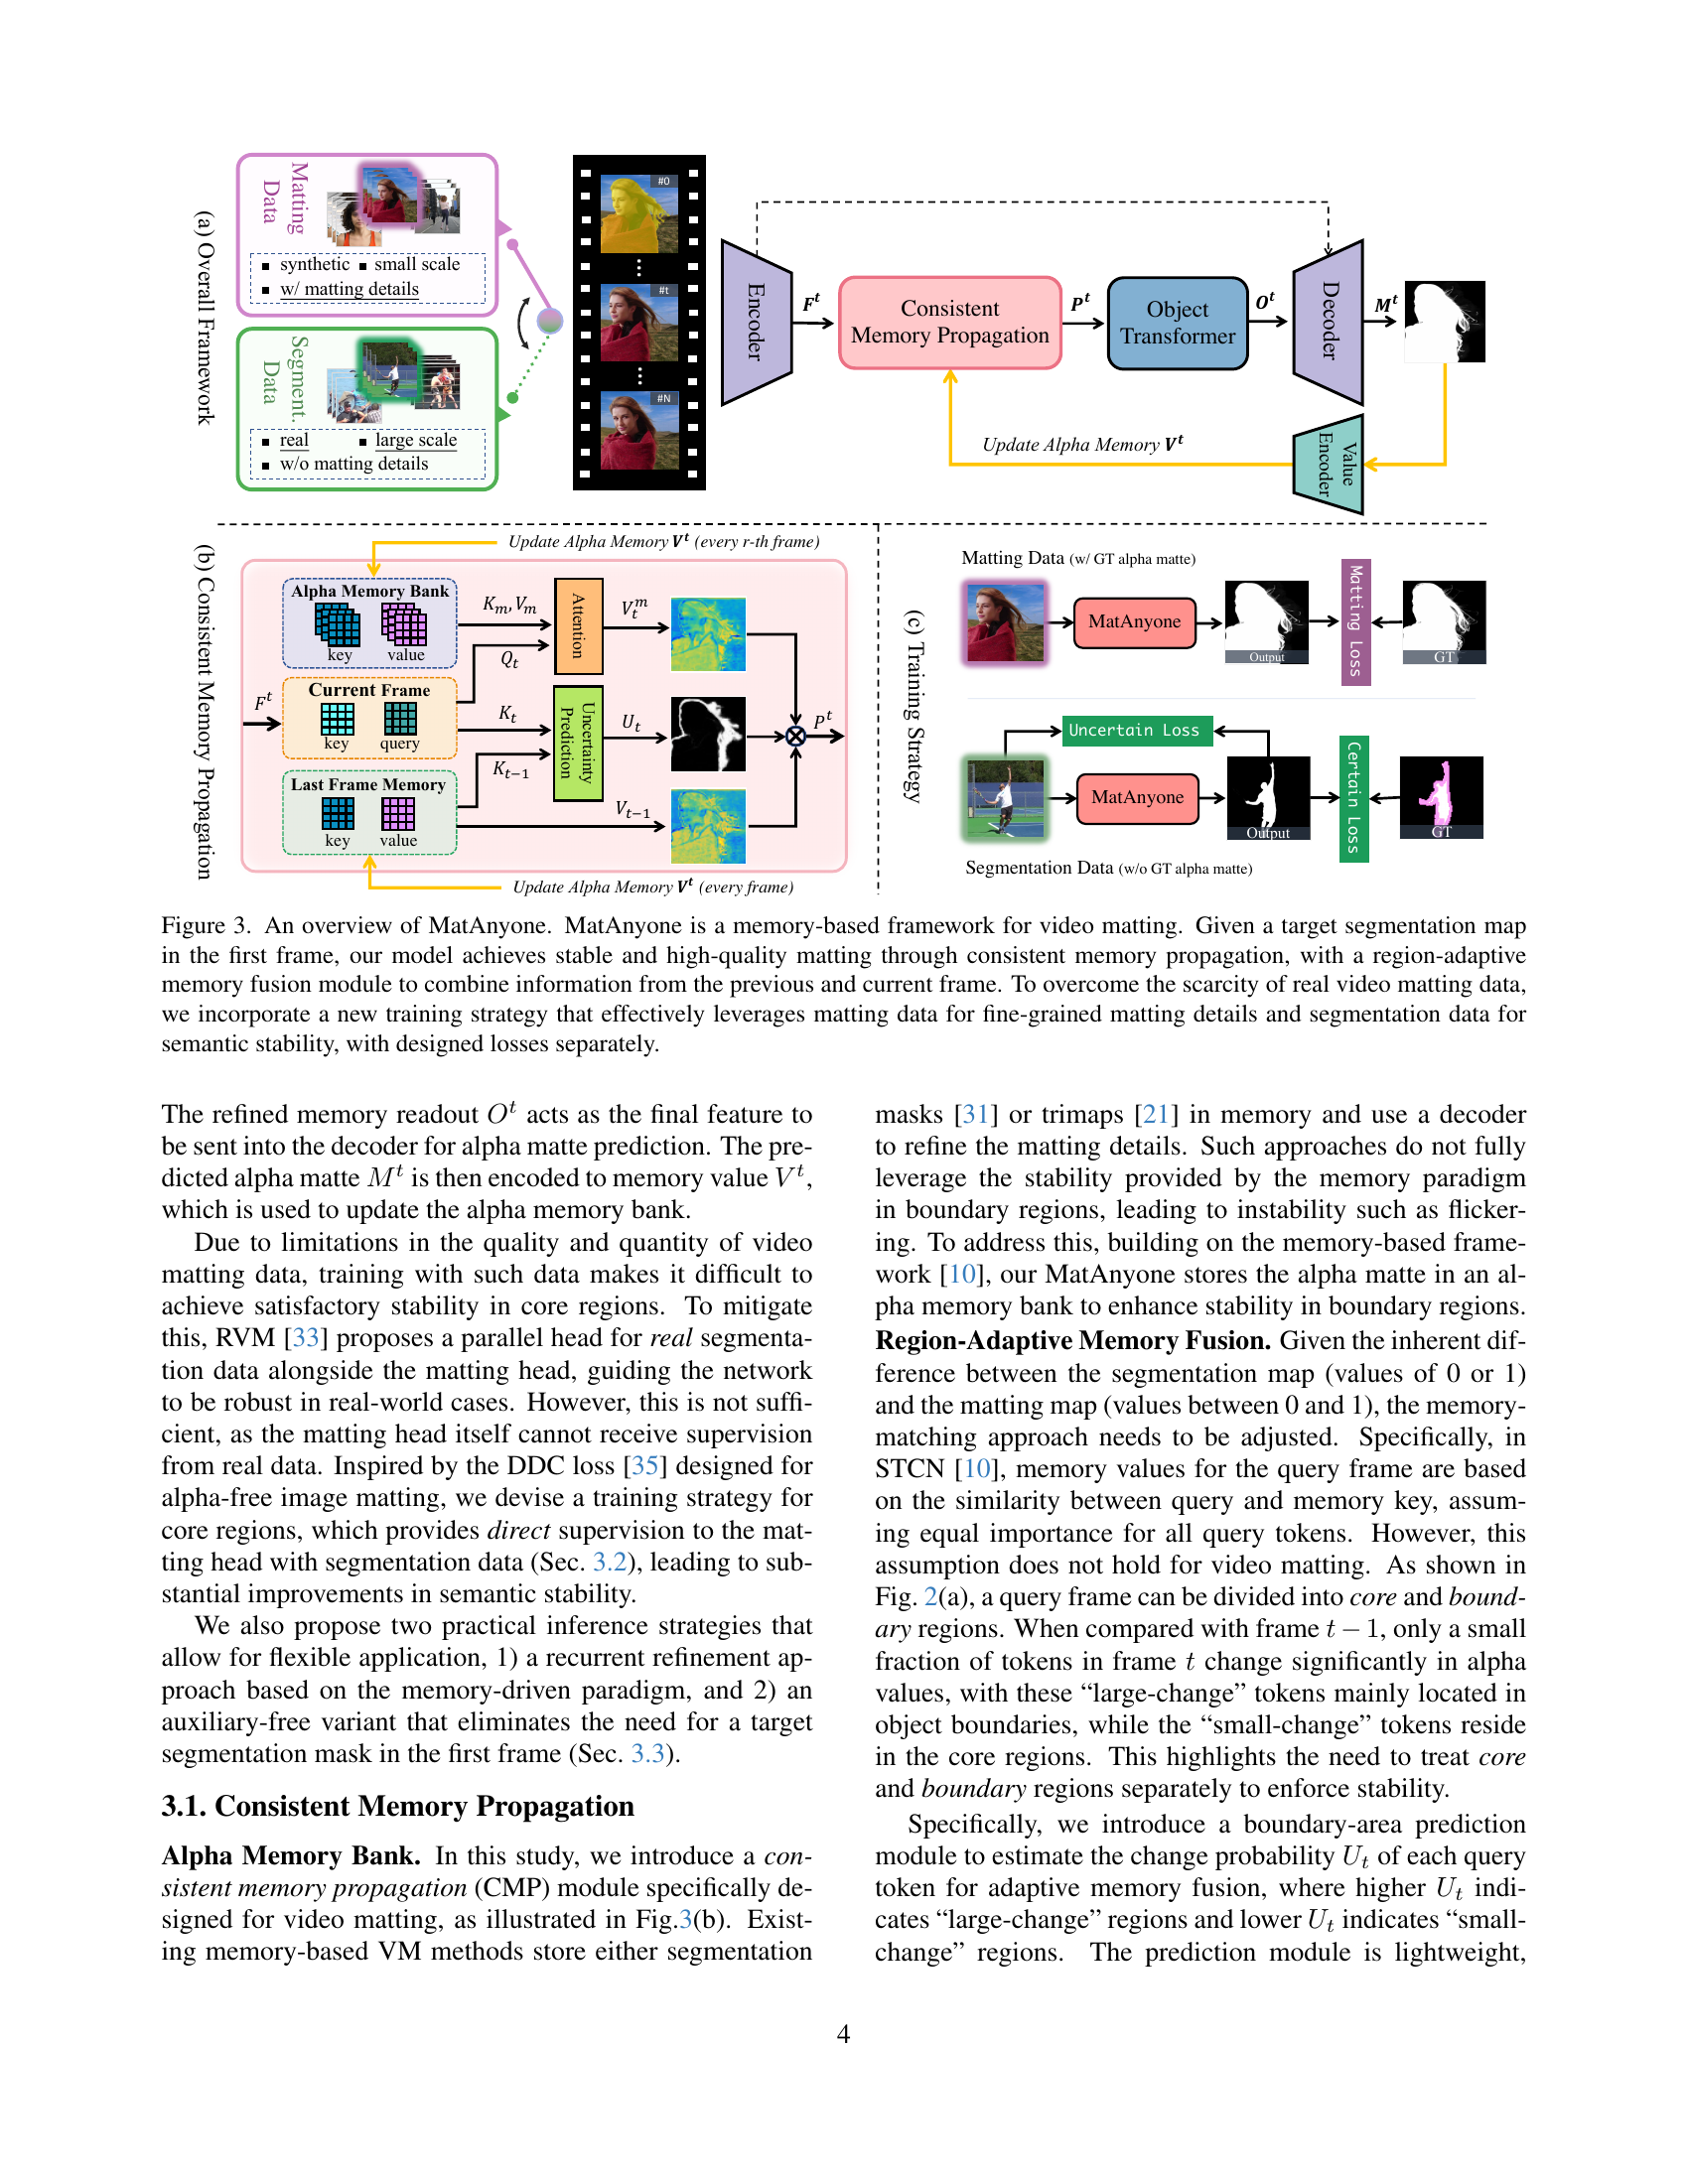 (a) Overall Framework
Matting
Data
▪ synthetic ▪ small scale
▪ w/ matting details
Segment.
Data
▪ real ▪ large scale
▪ w/o matting details
#0
#t
#N
Encoder
F^t
Consistent
Memory Propagation
P^t
Object
Transformer
O^t
Decoder
M^t
Update Alpha Memory V^t
Value
Encoder
(b) Consistent Memory Propagation
Update Alpha Memory V^t (every r-th frame)
Alpha Memory Bank
key value
K_m, V_m
Q_t
Attention
V_t^m
F^t
Current Frame
key query
K_t
K_{t−1}
Uncertainty
Prediction
U_t
P^t
Last Frame Memory
key value
V_{t−1}
Update Alpha Memory V^t (every frame)
(c) Training Strategy
Matting Data (w/ GT alpha matte)
MatAnyone
Output
Matting Loss
GT
Uncertain Loss
MatAnyone
Output
Certain Loss
GT
Segmentation Data (w/o GT alpha matte)
Figure 3. An overview of MatAnyone. MatAnyone is a memory-based framework for video matting. Given a target segmentation map
in the first frame, our model achieves stable and high-quality matting through consistent memory propagation, with a region-adaptive
memory fusion module to combine information from the previous and current frame. To overcome the scarcity of real video matting data,
we incorporate a new training strategy that effectively leverages matting data for fine-grained matting details and segmentation data for
semantic stability, with designed losses separately.
The refined memory readout O^t acts as the final feature to
be sent into the decoder for alpha matte prediction. The pre-
dicted alpha matte M^t is then encoded to memory value V^t,
which is used to update the alpha memory bank.
Due to limitations in the quality and quantity of video
matting data, training with such data makes it difficult to
achieve satisfactory stability in core regions. To mitigate
this, RVM [33] proposes a parallel head for real segmenta-
tion data alongside the matting head, guiding the network
to be robust in real-world cases. However, this is not suffi-
cient, as the matting head itself cannot receive supervision
from real data. Inspired by the DDC loss [35] designed for
alpha-free image matting, we devise a training strategy for
core regions, which provides direct supervision to the mat-
ting head with segmentation data (Sec. 3.2), leading to sub-
stantial improvements in semantic stability.
We also propose two practical inference strategies that
allow for flexible application, 1) a recurrent refinement ap-
proach based on the memory-driven paradigm, and 2) an
auxiliary-free variant that eliminates the need for a target
segmentation mask in the first frame (Sec. 3.3).
3.1. Consistent Memory Propagation
Alpha Memory Bank. In this study, we introduce a con-
sistent memory propagation (CMP) module specifically de-
signed for video matting, as illustrated in Fig.3(b). Exist-
ing memory-based VM methods store either segmentation
masks [31] or trimaps [21] in memory and use a decoder
to refine the matting details. Such approaches do not fully
leverage the stability provided by the memory paradigm
in boundary regions, leading to instability such as flicker-
ing. To address this, building on the memory-based frame-
work [10], our MatAnyone stores the alpha matte in an al-
pha memory bank to enhance stability in boundary regions.
Region-Adaptive Memory Fusion. Given the inherent dif-
ference between the segmentation map (values of 0 or 1)
and the matting map (values between 0 and 1), the memory-
matching approach needs to be adjusted. Specifically, in
STCN [10], memory values for the query frame are based
on the similarity between query and memory key, assum-
ing equal importance for all query tokens. However, this
assumption does not hold for video matting. As shown in
Fig. 2(a), a query frame can be divided into core and bound-
ary regions. When compared with frame t − 1, only a small
fraction of tokens in frame t change significantly in alpha
values, with these “large-change” tokens mainly located in
object boundaries, while the “small-change” tokens reside
in the core regions. This highlights the need to treat core
and boundary regions separately to enforce stability.
Specifically, we introduce a boundary-area prediction
module to estimate the change probability U_t of each query
token for adaptive memory fusion, where higher U_t indi-
cates “large-change” regions and lower U_t indicates “small-
change” regions. The prediction module is lightweight,
4